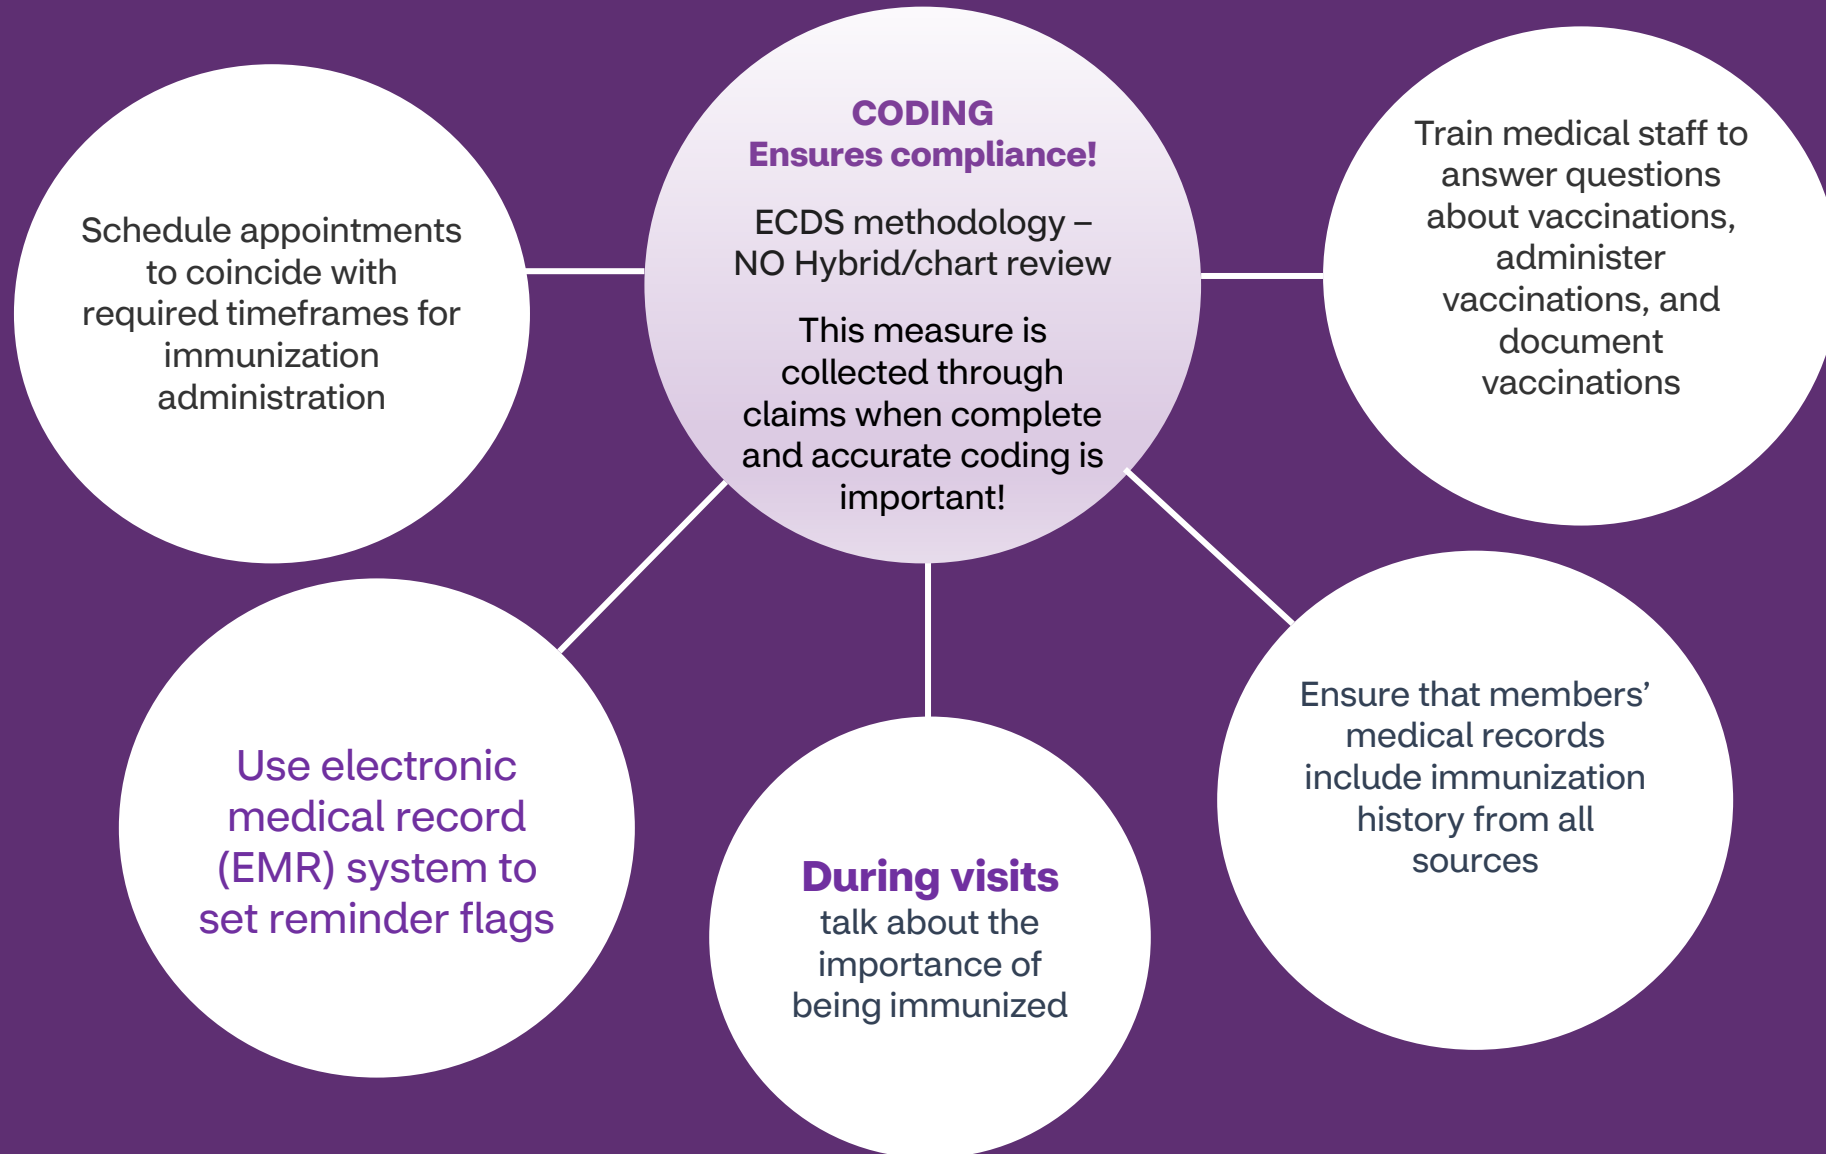 CODING
Ensures compliance!
ECDS methodology –
NO Hybrid/chart review
This measure is
collected through
claims when complete
and accurate coding is
important!
Schedule appointments
to coincide with
required timeframes for
immunization
administration
Train medical staff to
answer questions
about vaccinations,
administer
vaccinations, and
document
vaccinations
Use electronic
medical record
(EMR) system to
set reminder flags
During visits
talk about the
importance of
being immunized
Ensure that members’
medical records
include immunization
history from all
sources